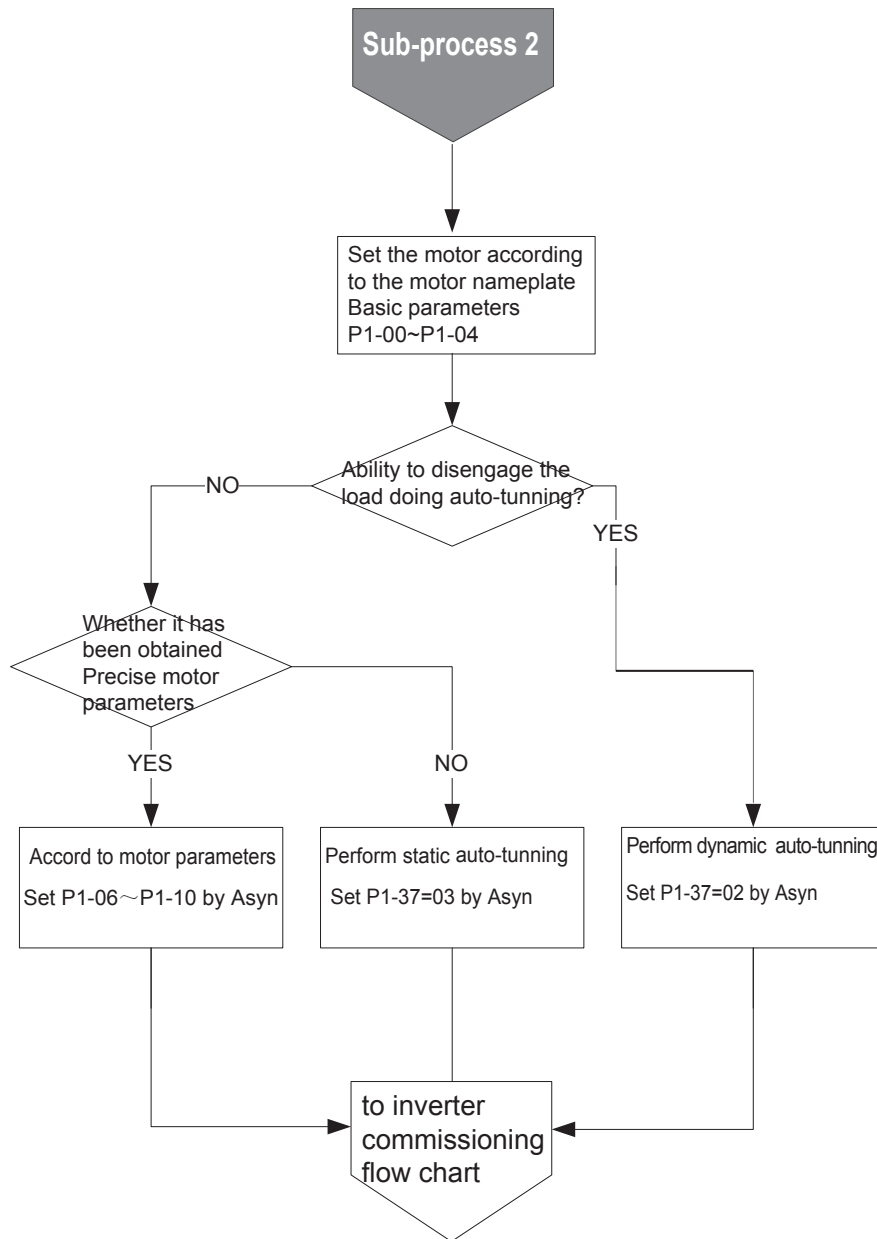 Sub-process 2
Set the motor according
to the motor nameplate
Basic parameters
P1-00~P1-04
Ability to disengage the
load doing auto-tunning?
NO
YES
Whether it has
been obtained
Precise motor
parameters
YES
NO
Accord to motor parameters
Set P1-06～P1-10 by Asyn
Perform static auto-tunning
Set P1-37=03 by Asyn
Perform dynamic auto-tunning
Set P1-37=02 by Asyn
to inverter
commissioning
flow chart